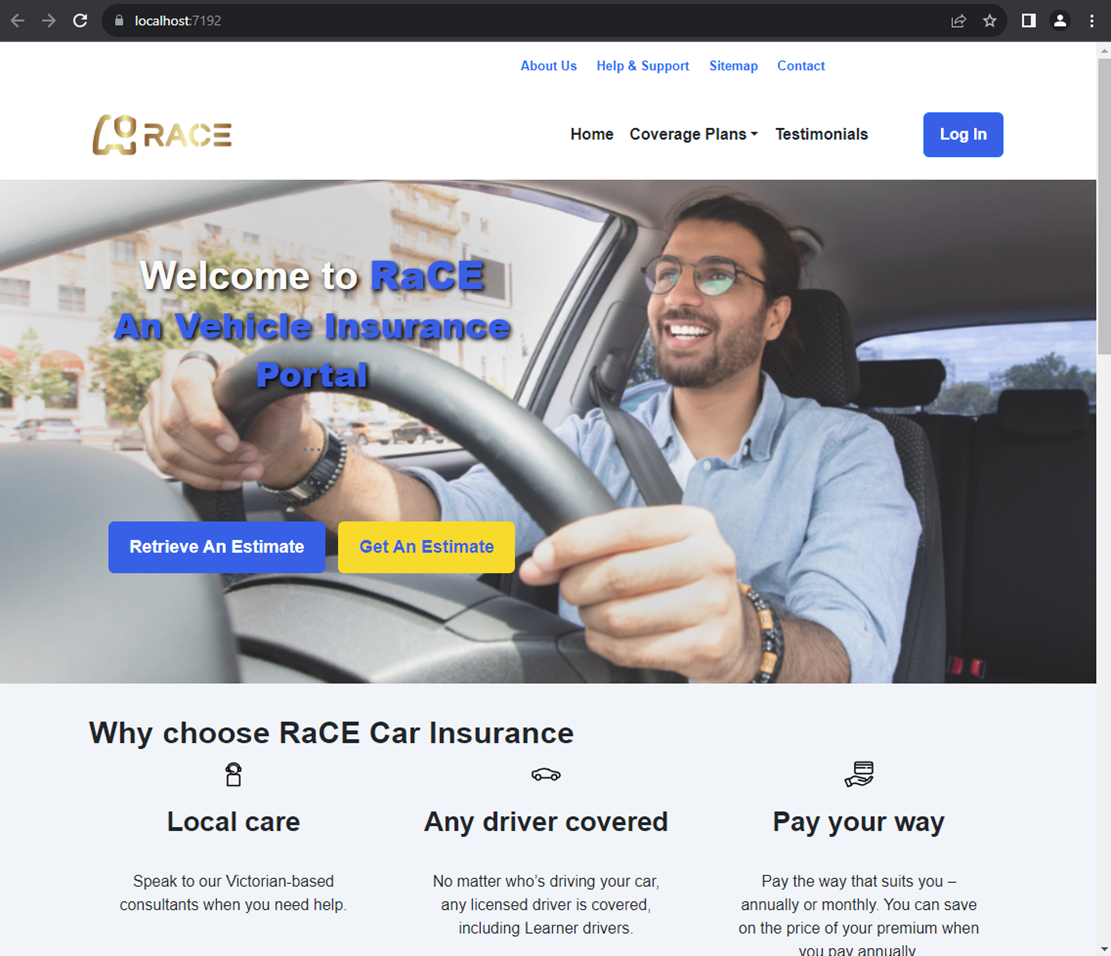 localhost:7192
About Us Help & Support Sitemap Contact
RACE
Home Coverage Plans Testimonials Log In
Welcome to RaCE
An Vehicle Insurance
Portal
Retrieve An Estimate Get An Estimate
Why choose RaCE Car Insurance
Local care Any driver covered Pay your way
Speak to our Victorian-based
consultants when you need help.
No matter who’s driving your car,
any licensed driver is covered,
including Learner drivers.
Pay the way that suits you –
annually or monthly. You can save
on the price of your premium when
you pay annually